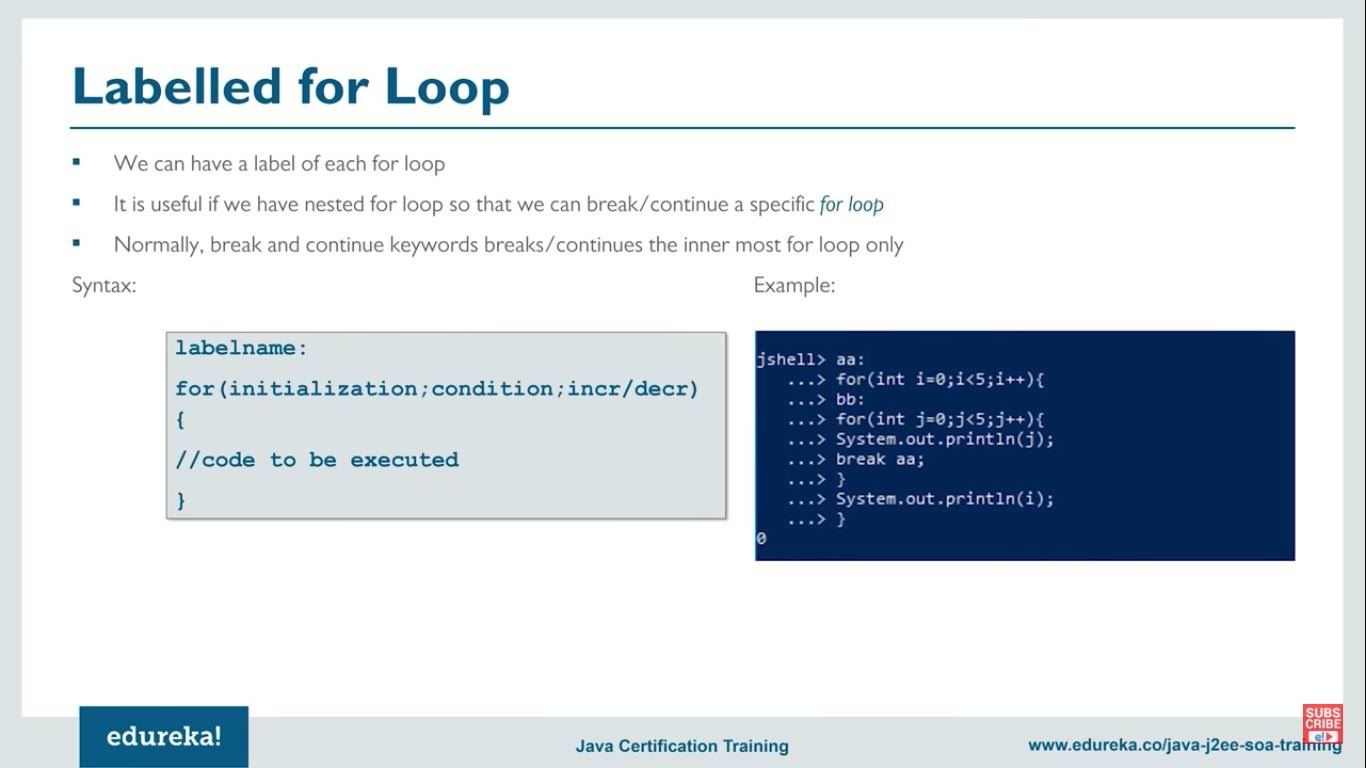 Labelled for Loop
We can have a label of each for loop
It is useful if we have nested for loop so that we can break/continue a specific for loop
Normally, break and continue keywords breaks/continues the inner most for loop only
Syntax:
labelname:
for(initialization;condition;incr/decr)
{
//code to be executed
}
Example:
jshell> aa:
...> for(int i=0;i<5;i++){
...> bb:
...> for(int j=0;j<5;j++){
...> System.out.println(j);
...> break aa;
...> }
...> System.out.println(i);
...> }
0
edureka!
Java Certification Training
www.edureka.co/java-j2ee-soa-training
SUBS
CRIBE
e!